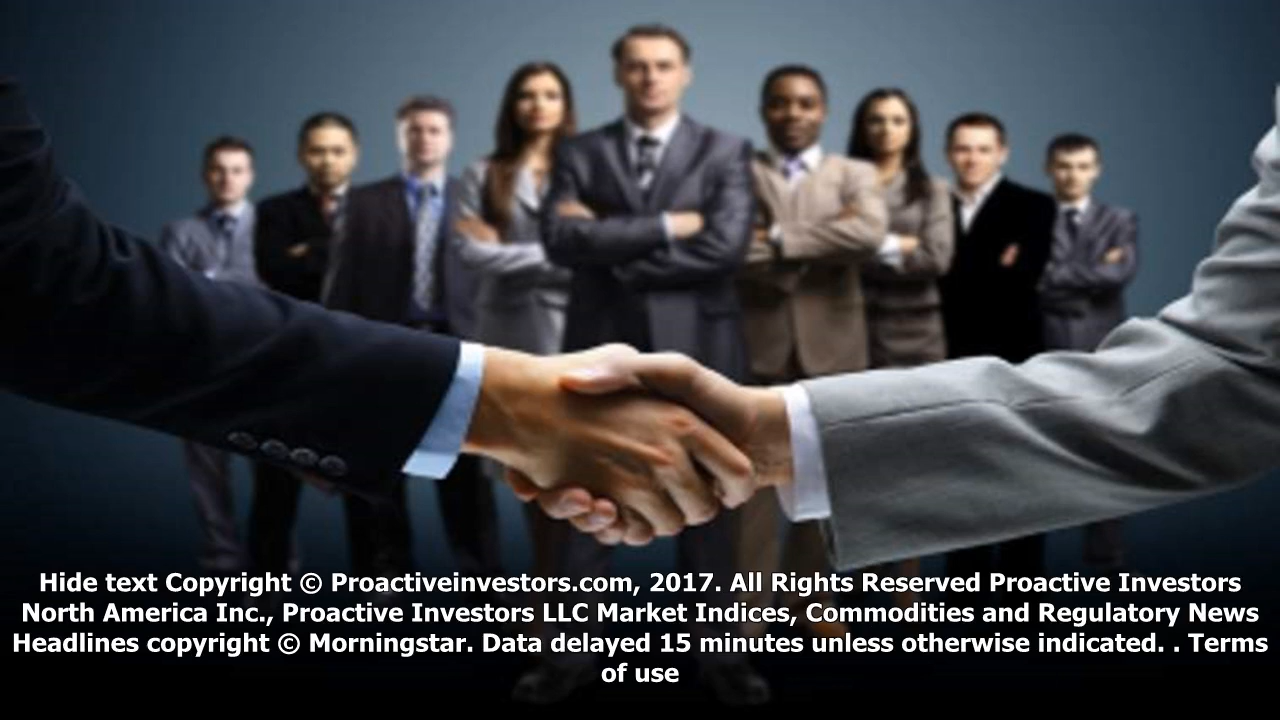 Hide text Copyright © Proactiveinvestors.com, 2017. All Rights Reserved Proactive Investors
North America Inc., Proactive Investors LLC Market Indices, Commodities and Regulatory News
Headlines copyright © Morningstar. Data delayed 15 minutes unless otherwise indicated. . Terms
of use